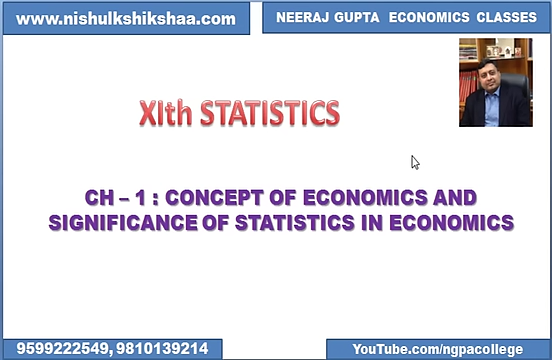 www.nishulkshikshaa.com
NEERAJ GUPTA ECONOMICS CLASSES
XIth STATISTICS
CH – 1 : CONCEPT OF ECONOMICS AND
SIGNIFICANCE OF STATISTICS IN ECONOMICS
9599222549, 9810139214
YouTube.com/ngpacollege